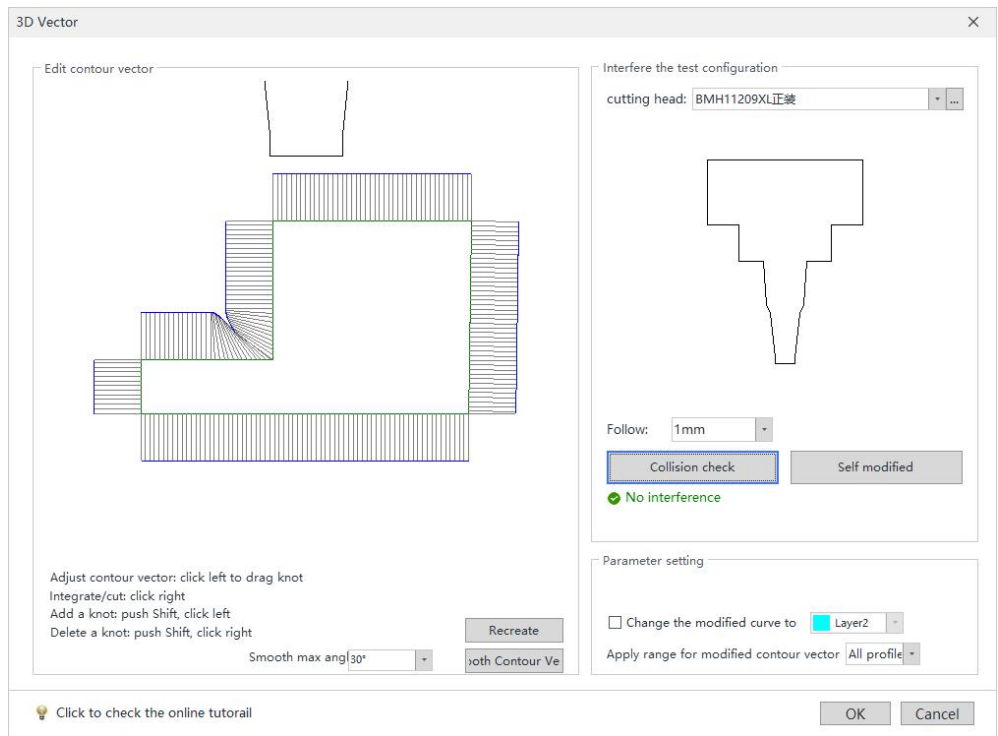 3D Vector
Edit contour vector
Adjust contour vector: click left to drag knot
Integrate/cut: click right
Add a knot: push Shift, click left
Delete a knot: push Shift, click right
Recreate
Smooth max angl 30°
oth Contour Ve
Interfere the test configuration
cutting head: BMH11209XL正装 ...
Follow: 1mm
Collision check
Self modified
No interference
Parameter setting
Change the modified curve to Layer2
Apply range for modified contour vector All profile
Click to check the online tutorail
OK
Cancel